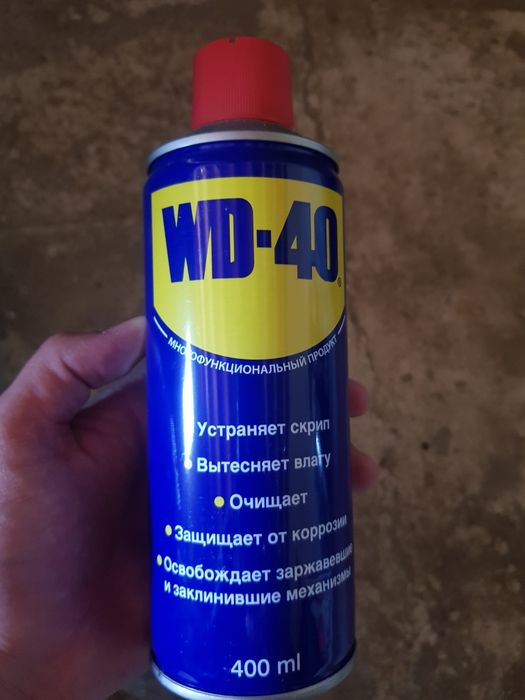 WD-40®
МНОГОФУНКЦИОНАЛЬНЫЙ ПРОДУКТ
Устраняет скрип
• Вытесняет влагу
• Очищает
• Защищает от коррозии
• Освобождает заржавевшие
и заклинившие механизмы
400 ml